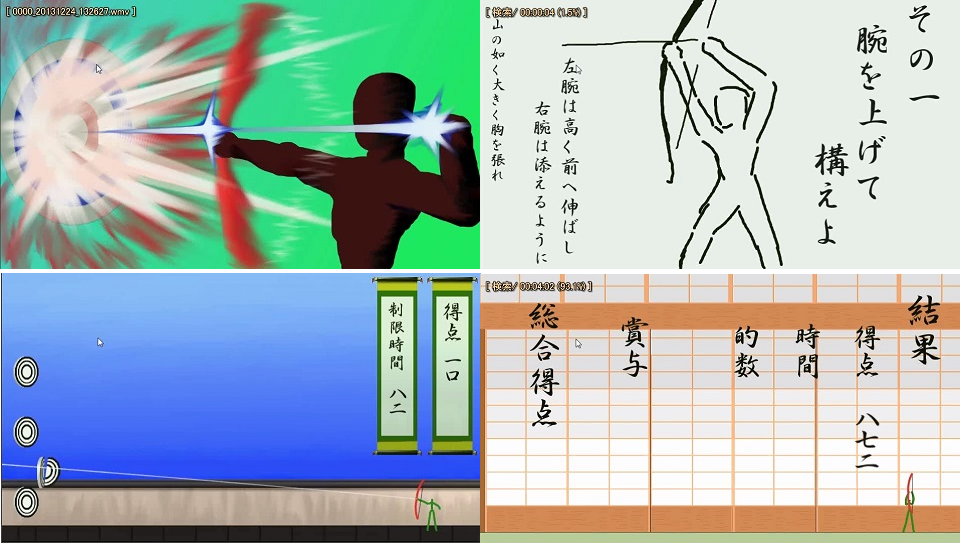 [ 0000_20131224_132627.wmv ]
[ 検索/ 00:00:04 (1.5%) ]
その一
腕を上げて
構えよ
左腕は高く前へ伸ばし
右腕は添えるように
山の如く大きく胸を張れ
得点 一〇
制限時間 八二
[ 検索/ 00:04:02 (93.1%) ]
結果
得点 八七二
時間
的数
賞与
総合得点